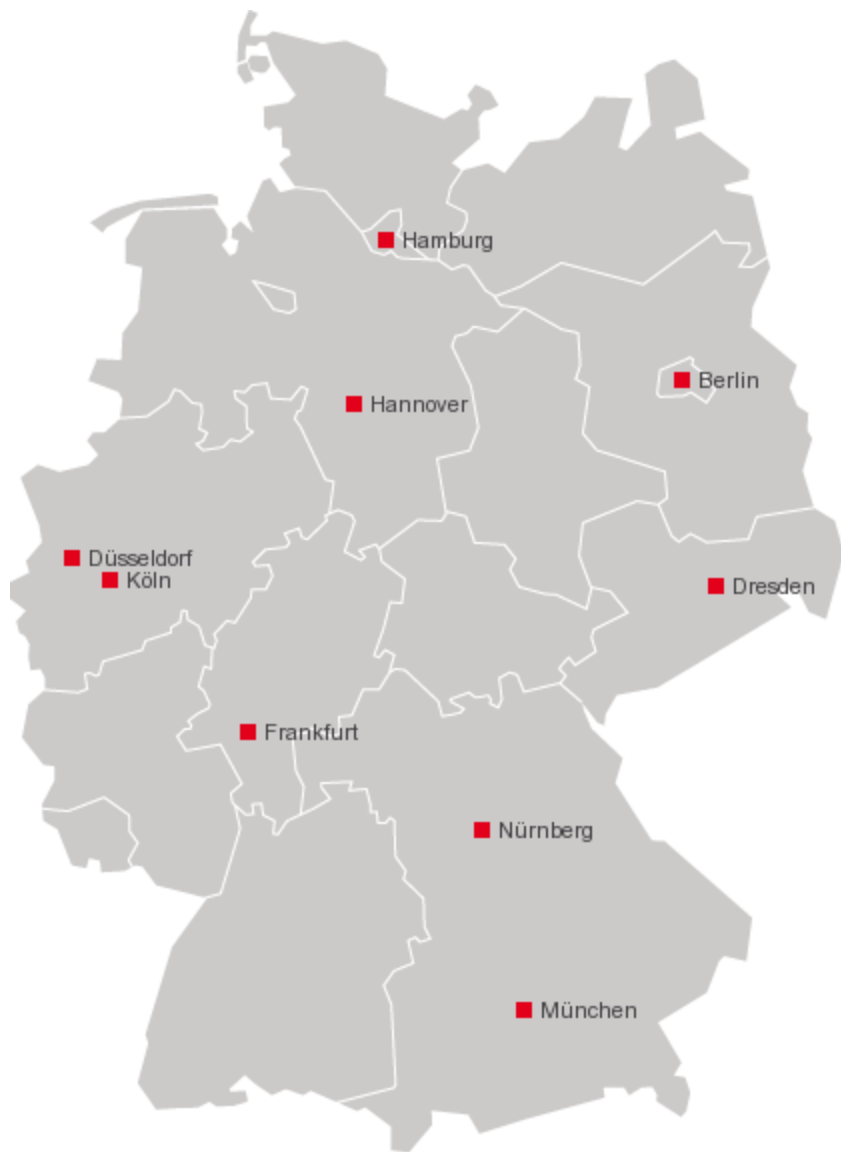 Hamburg
Berlin
Hannover
Düsseldorf
Köln
Dresden
Frankfurt
Nürnberg
München